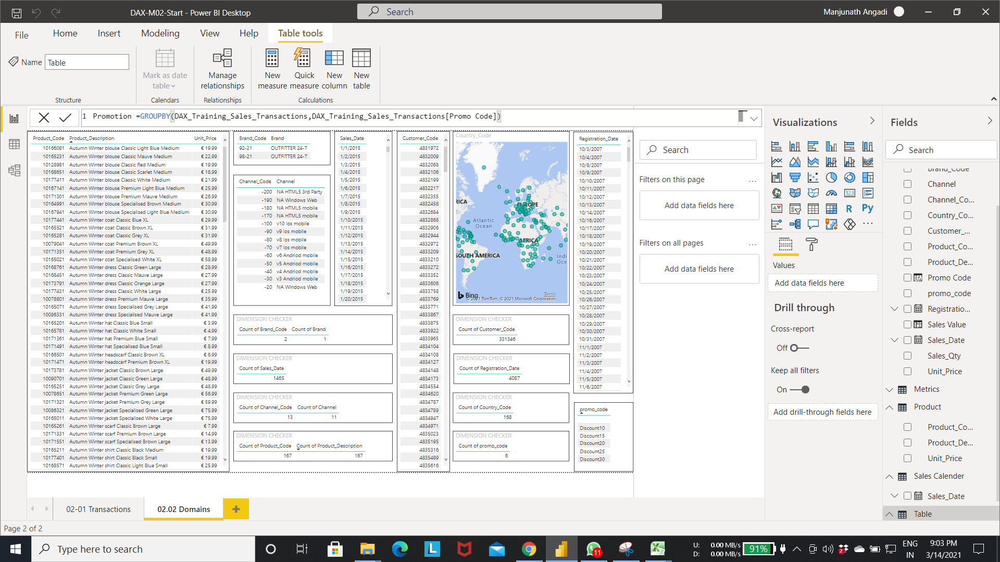 DAX-M02-Start - Power BI Desktop
Search
Manjunath Angadi
File
Home
Insert
Modeling
View
Help
Table tools
Name
Table
Mark as date
table
Manage
relationships
New
measure
Quick
measure
New
column
New
table
Structure
Calendars
Relationships
Calculations
1 Promotion =GROUPBY(DAX_Training_Sales_Transactions,DAX_Training_Sales_Transactions[Promo Code])
Product_Code Product_Description Unit_Price
10166081 Autumn Winter blouse Classic Light Blue Medium € 19.99
10165231 Autumn Winter blouse Classic Mauve Medium € 22.99
10128981 Autumn Winter blouse Classic Red Medium € 19.99
10168651 Autumn Winter blouse Classic Scarlet Medium € 18.99
10177411 Autumn Winter blouse Classic White Medium € 21.99
10167141 Autumn Winter blouse Premium Light Blue Medium € 25.99
10171301 Autumn Winter blouse Premium Mauve Medium € 26.99
10164991 Autumn Winter blouse Specialised Brown Medium € 30.99
10167941 Autumn Winter blouse Specialised Light Blue Medium € 30.99
10177441 Autumn Winter coat Classic Blue XL € 29.99
10165521 Autumn Winter coat Classic Brown XL € 31.99
10165281 Autumn Winter coat Classic Grey XL € 31.99
10079041 Autumn Winter coat Premium Brown XL € 49.99
10171351 Autumn Winter coat Premium Grey XL € 48.99
10165021 Autumn Winter coat Specialised White XL € 58.99
10168761 Autumn Winter dress Classic Green Large € 28.99
10168451 Autumn Winter dress Classic Mauve Large € 27.99
10173791 Autumn Winter dress Classic Orange Large € 27.99
10177431 Autumn Winter dress Classic White Large € 25.99
10078801 Autumn Winter dress Premium Mauve Large € 35.99
10165071 Autumn Winter dress Specialised Grey Large € 41.99
10086331 Autumn Winter dress Specialised Mauve Large € 41.99
10165201 Autumn Winter hat Classic Blue Small € 3.99
10165781 Autumn Winter hat Classic White Small € 4.99
10171361 Autumn Winter hat Premium Blue Small € 7.99
10171491 Autumn Winter hat Specialised Blue Small € 8.99
10166501 Autumn Winter headscarf Classic Brown XL € 6.99
10171471 Autumn Winter headscarf Premium Brown XL € 19.99
10173781 Autumn Winter jacket Classic Brown Large € 49.99
10090701 Autumn Winter jacket Classic Green Large € 48.99
10165251 Autumn Winter jacket Classic Grey Large € 48.99
10078651 Autumn Winter jacket Premium Green Large € 56.99
10171321 Autumn Winter jacket Premium Grey Large € 59.99
10086321 Autumn Winter jacket Specialised Green Large € 75.99
10165011 Autumn Winter jacket Specialised White Large € 75.99
10165261 Autumn Winter scarf Classic Brown Large € 7.99
10171331 Autumn Winter scarf Premium Brown Large € 14.99
10171551 Autumn Winter scarf Specialised Brown Large € 13.99
10165211 Autumn Winter shirt Classic Black Medium € 19.99
10177401 Autumn Winter shirt Classic Black Small € 19.99
10168571 Autumn Winter shirt Classic Light Blue Small € 25.99
Brand_Code Brand
92-21 OUTFITTER 24-7
98-21 OUTFITTER 24-7
Channel_Code Channel
-200 NA HTML5 3rd Party
-190 NA Windows Web
-180 NA HTML5 mobile
-170 NA HTML5 mobile
-100 v10 Ios mobile
-90 v9 Ios mobile
-80 v8 Ios mobile
-70 v7 Ios mobile
-60 v6 Andriod mobile
-50 v5 Andriod mobile
-40 v4 Andriod mobile
-30 v3 Andriod mobile
-20 NA Windows Web
Sales_Date
1/1/2015
1/2/2015
1/3/2015
1/4/2015
1/5/2015
1/6/2015
1/7/2015
1/8/2015
1/9/2015
1/10/2015
1/11/2015
1/12/2015
1/13/2015
1/14/2015
1/15/2015
1/16/2015
1/17/2015
1/18/2015
1/19/2015
1/20/2015
DIMENSION CHECKER
Count of Brand_Code Count of Brand
2 1
DIMENSION CHECKER
Count of Sales_Date
1465
DIMENSION CHECKER
Count of Channel_Code Count of Channel
13 11
DIMENSION CHECKER
Count of Product_Code Count of Product_Description
167 167
Customer_Code
4831972
4832009
4832068
4832106
4832199
4832217
4832355
4832458
4832684
4832868
4832906
4832944
4832972
4833209
4833210
4833272
4833352
4833606
4833758
4833769
4833771
4833867
4833875
4833922
4833965
4834104
4834108
4834127
4834148
4834173
4834554
4834620
4834787
4834789
4834947
4834971
4835023
4835195
4835316
4835489
4835616
Country_Code
RICA
EUROPE
Atlantic
Ocean
AFRICA
SOUTH AMERICA
Indi
Oce
Bing
Terms
© 2021 TomTom, © 2021 Microsoft Corporation
DIMENSION CHECKER
Count of Customer_Code
331346
DIMENSION CHECKER
Count of Registration_Date
4087
DIMENSION CHECKER
Count of Country_Code
168
DIMENSION CHECKER
Count of promo_code
6
Registration_Date
10/3/2007
10/4/2007
10/8/2007
10/9/2007
10/10/2007
10/11/2007
10/12/2007
10/13/2007
10/14/2007
10/16/2007
10/17/2007
10/18/2007
10/19/2007
10/20/2007
10/21/2007
10/22/2007
10/23/2007
10/24/2007
10/25/2007
10/26/2007
10/27/2007
10/28/2007
10/29/2007
10/30/2007
10/31/2007
11/1/2007
11/2/2007
11/3/2007
11/4/2007
11/5/2007
11/6/2007
promo_code
Discount10
Discount15
Discount20
Discount25
Discount30
Search
Filters on this page ...
Add data fields here
Filters on all pages ...
Add data fields here
Visualizations
123
R
Py
...
Values
Add data fields here
Drill through
Cross-report
Off
Keep all filters
On
Add drill-through fields here
Fields
Search
Brand_Code
Channel
Channel_Co...
Country_Co...
Customer_...
Product_Co...
Product_De...
Promo Code
promo_code
Registratio...
Sales Value
Sales_Date
Sales_Qty
Unit_Price
Metrics
Product
Product_Co...
Product_De...
Unit_Price
Sales Calender
Sales_Date
Table
02-01 Transactions
02.02 Domains
+
Page 2 of 2
Type here to search
L
11
U: 0.00 MB/s
D: 0.00 MB/s
91%
2
ENG
IN
9:03 PM
3/14/2021